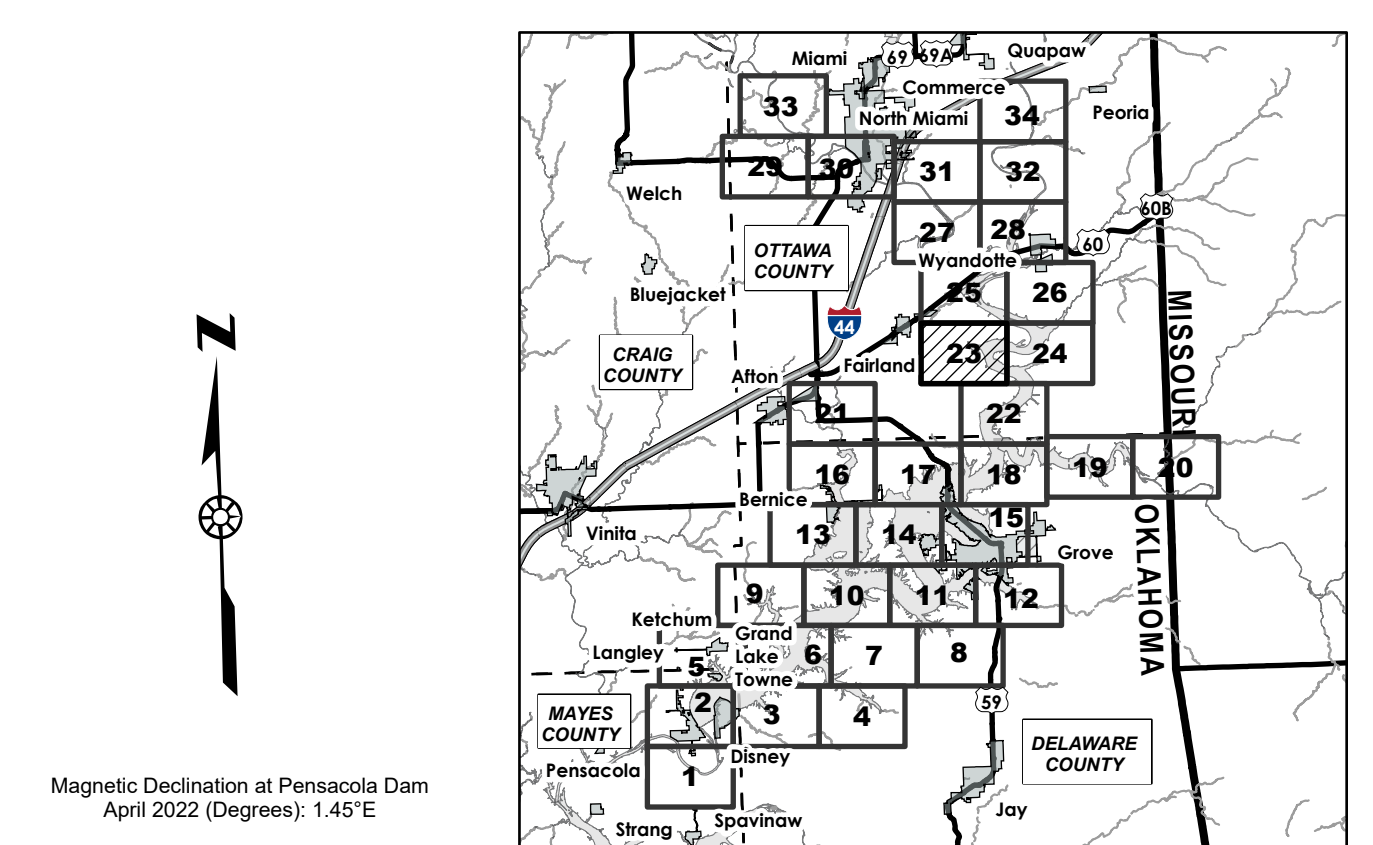 Miami
69
69A
Quapaw
Commerce
33
34
Peoria
North Miami
29
30
31
32
Welch
60B
27
28
60
OTTAWA
COUNTY
Wyandotte
Bluejacket
25
26
MISSOURI
N
44
CRAIG
COUNTY
Fairland
23
24
Afton
21
22
16
17
18
19
20
Bernice
Vinita
13
14
15
Grove
OKLAHOMA
9
10
11
12
Ketchum
Grand
Lake
Towne
Langley
5
6
7
8
2
3
4
59
MAYES
COUNTY
DELAWARE
COUNTY
Disney
Pensacola
1
Magnetic Declination at Pensacola Dam
April 2022 (Degrees): 1.45°E
Jay
Strang
Spavinaw